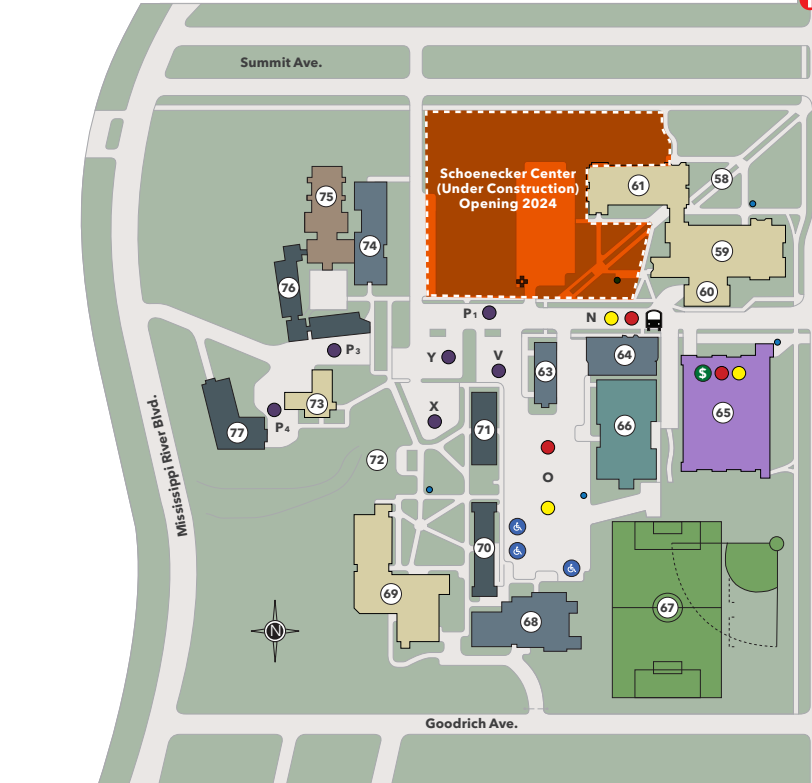 Summit Ave.
Schoenecker Center
(Under Construction)
Opening 2024
61
58
75
74
59
76
60
P1
N
P3
Y
V
63
64
$
65
73
X
P4
77
71
66
72
O
Mississippi River Blvd.
70
69
68
67
N
Goodrich Ave.